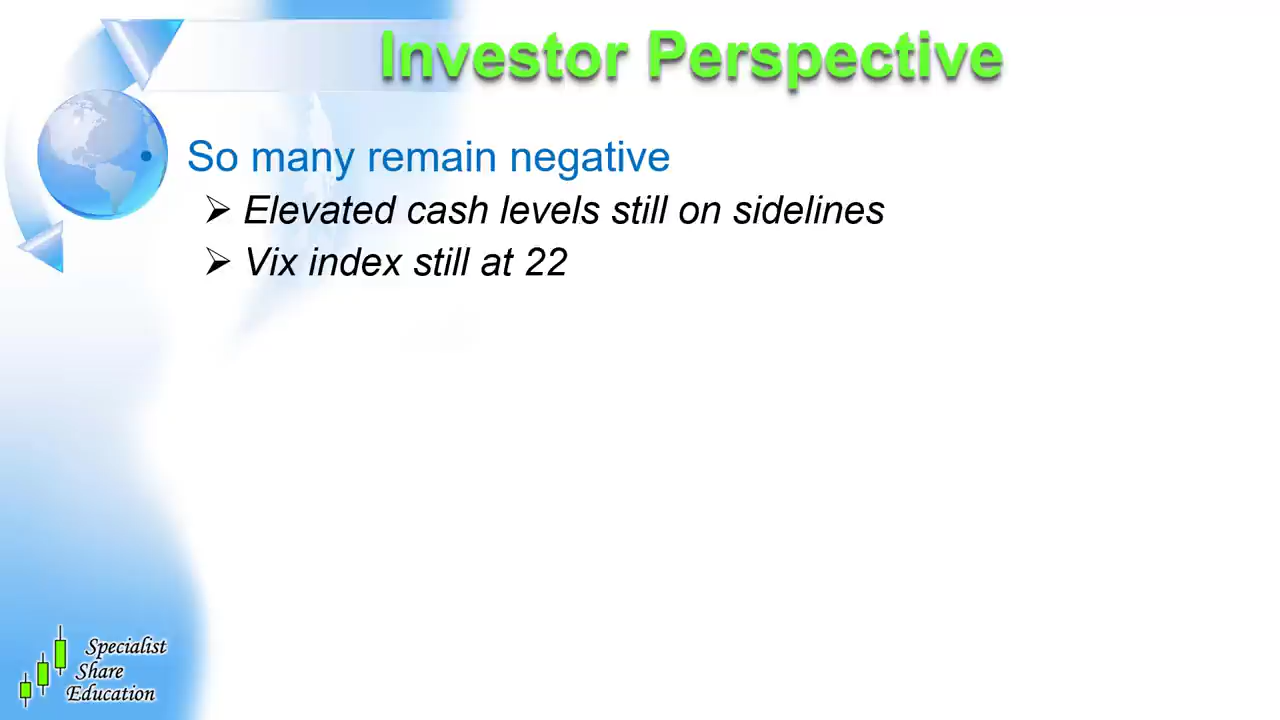 Investor Perspective
• So many remain negative
➢ Elevated cash levels still on sidelines
➢ Vix index still at 22
Specialist
Share
Education